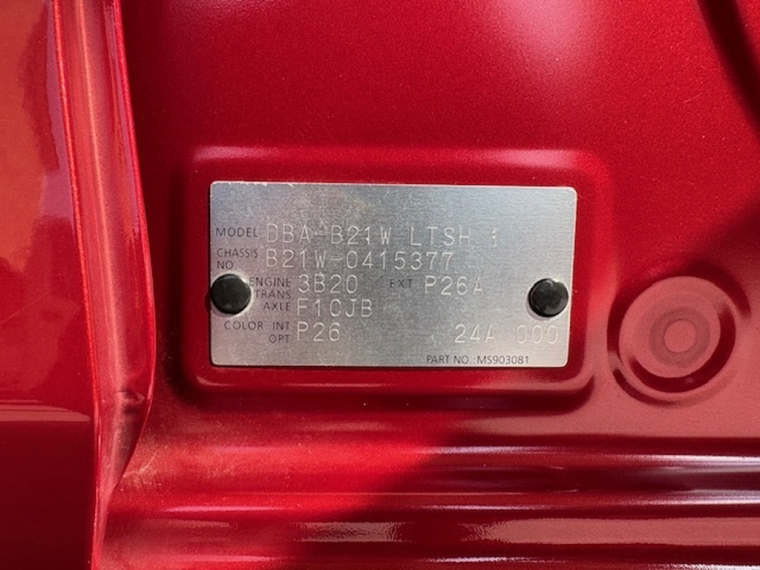 MODEL DBA-B21W LTSH 1
CHASSIS NO. B21W-0415377
ENGINE 3B20 EXT P26A
TRANS AXLE F1CJB
COLOR INT OPT P26 24A 000
PART NO.:MS903081